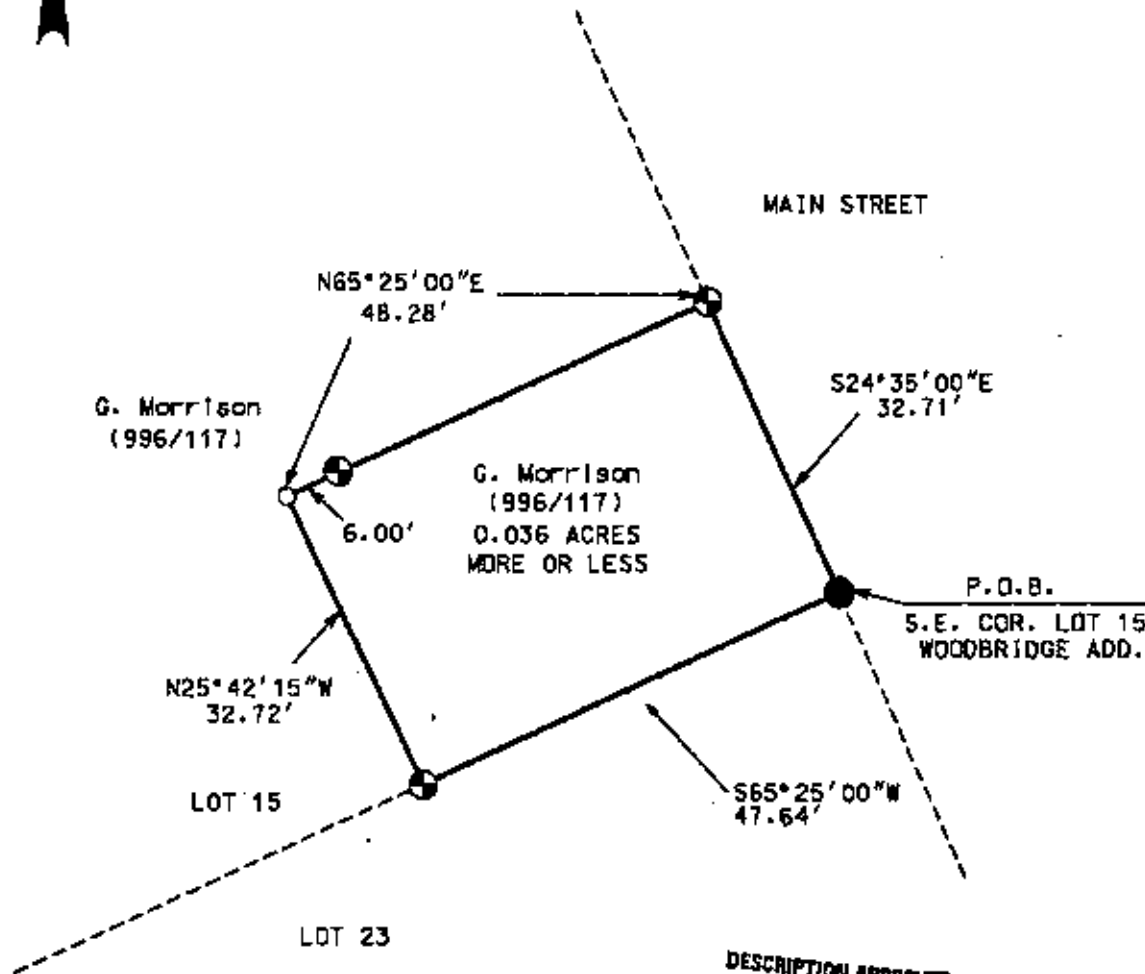 MAIN STREET
N65°25'00"E
48.28'
S24°35'00"E
32.71'
G. Morrison
(996/117)
G. Morrison
(996/117)
0.036 ACRES
MORE OR LESS
6.00'
P.O.B.
S.E. COR. LOT 15
WOODBRIDGE ADD.
N25°42'15"W
32.72'
LOT 15
S65°25'00"W
47.64'
LOT 23
DESCRIPTION APPROVED